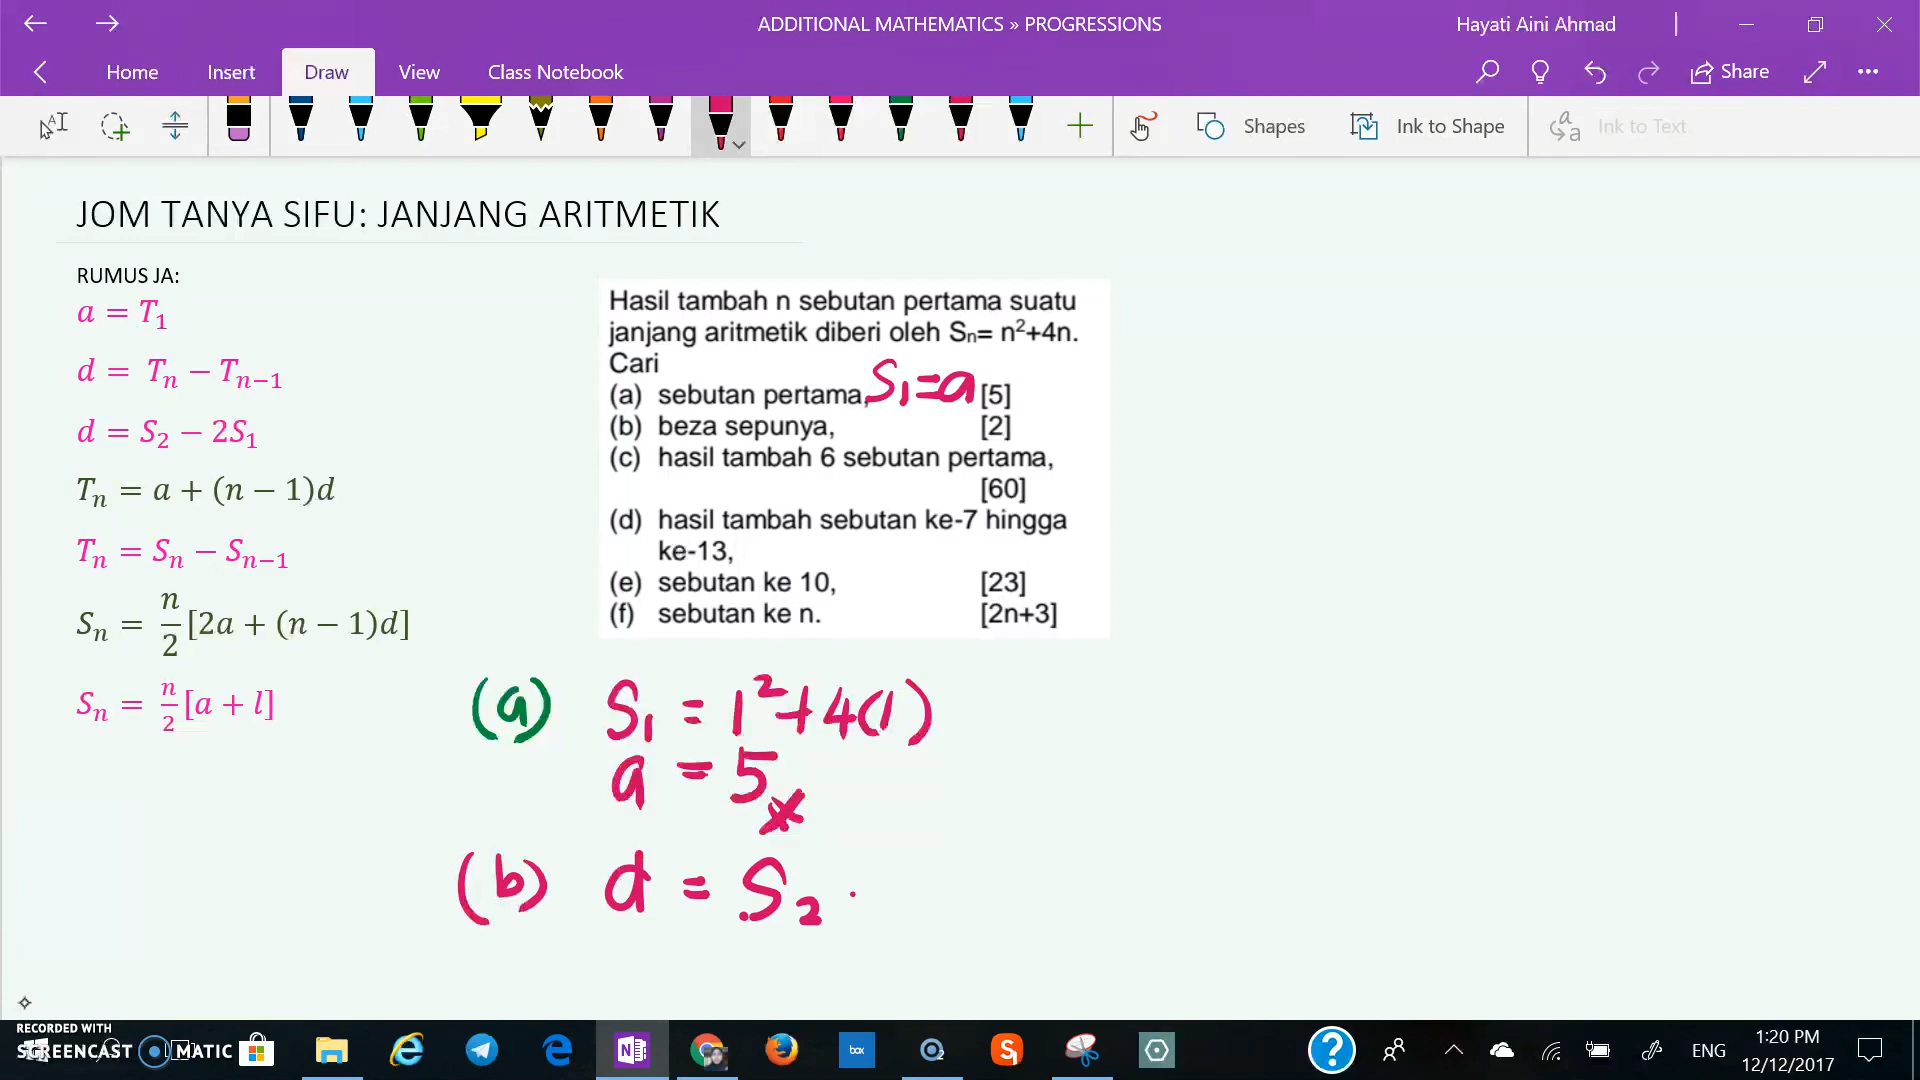 ADDITIONAL MATHEMATICS » PROGRESSIONS
Hayati Aini Ahmad
Home Insert Draw View Class Notebook
Share
Shapes
Ink to Shape
Ink to Text
JOM TANYA SIFU: JANJANG ARITMETIK
RUMUS JA:
a = T₁
d = Tₙ − Tₙ₋₁
d = S₂ − 2S₁
Tₙ = a + (n − 1)d
Tₙ = Sₙ − Sₙ₋₁
Sₙ = n/2 [2a + (n − 1)d]
Sₙ = n/2 [a + l]
Hasil tambah n sebutan pertama suatu
janjang aritmetik diberi oleh Sₙ= n²+4n.
Cari
(a) sebutan pertama, S₁=a [5]
(b) beza sepunya, [2]
(c) hasil tambah 6 sebutan pertama,
[60]
(d) hasil tambah sebutan ke-7 hingga
ke-13,
(e) sebutan ke 10, [23]
(f) sebutan ke n. [2n+3]
(a) S₁ = 1²+4(1)
a = 5
(b) d = S₂
RECORDED WITH
SCREENCAST MATIC
box
ENG
1:20 PM
12/12/2017